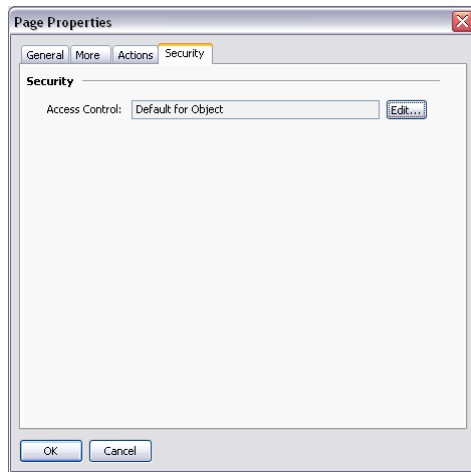 Page Properties
General More Actions Security
Security
Access Control: Default for Object Edit...
OK Cancel